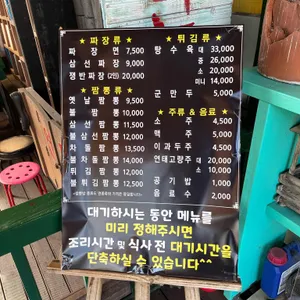 ★ 짜장류 ★
짜장면 7,500
삼선짜장 9,000
쟁반짜장 (2인) 20,000
★ 짬뽕류 ★
옛날짬뽕 9,500
불짬뽕 10,000
삼선짬뽕 11,500
불삼선짬뽕 12,000
차돌짬뽕 13,500
불차돌짬뽕 14,000
뒤김짬뽕 12,000
불튀김짬뽕 12,500
★ 튀김류 ★
탕수육 대 33,000
중 26,000
소 20,000
미니 14,000
군만두 5,000
★ 주류 & 음료 ★
소주 4,500
맥주 5,000
이과두주 4,500
연태고량주 대 20,000
소 10,000
공기밥 1,000
음료수 2,000
대기하시는 동안 메뉴를
미리 정해주시면
조리시간 및 식사 전 대기시간을
단축하실 수 있습니다^^